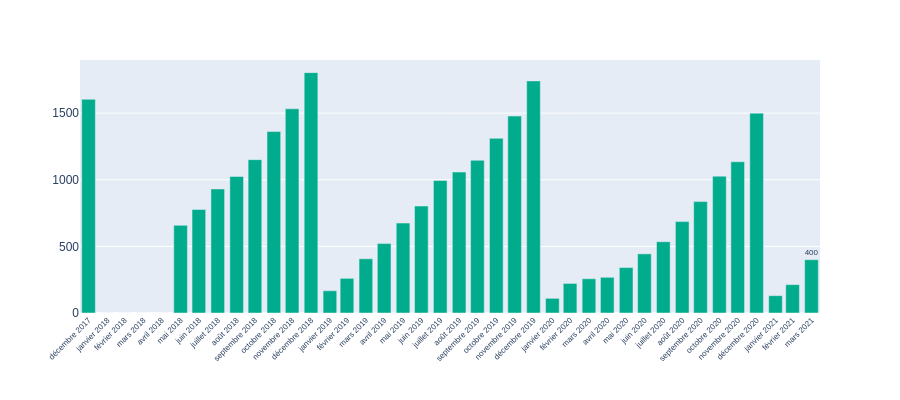 1500
1000
500
0
400
décembre 2017
janvier 2018
février 2018
mars 2018
avril 2018
mai 2018
juin 2018
juillet 2018
août 2018
septembre 2018
octobre 2018
novembre 2018
décembre 2018
janvier 2019
février 2019
mars 2019
avril 2019
mai 2019
juin 2019
juillet 2019
août 2019
septembre 2019
octobre 2019
novembre 2019
décembre 2019
janvier 2020
février 2020
mars 2020
avril 2020
mai 2020
juin 2020
juillet 2020
août 2020
septembre 2020
octobre 2020
novembre 2020
décembre 2020
janvier 2021
février 2021
mars 2021